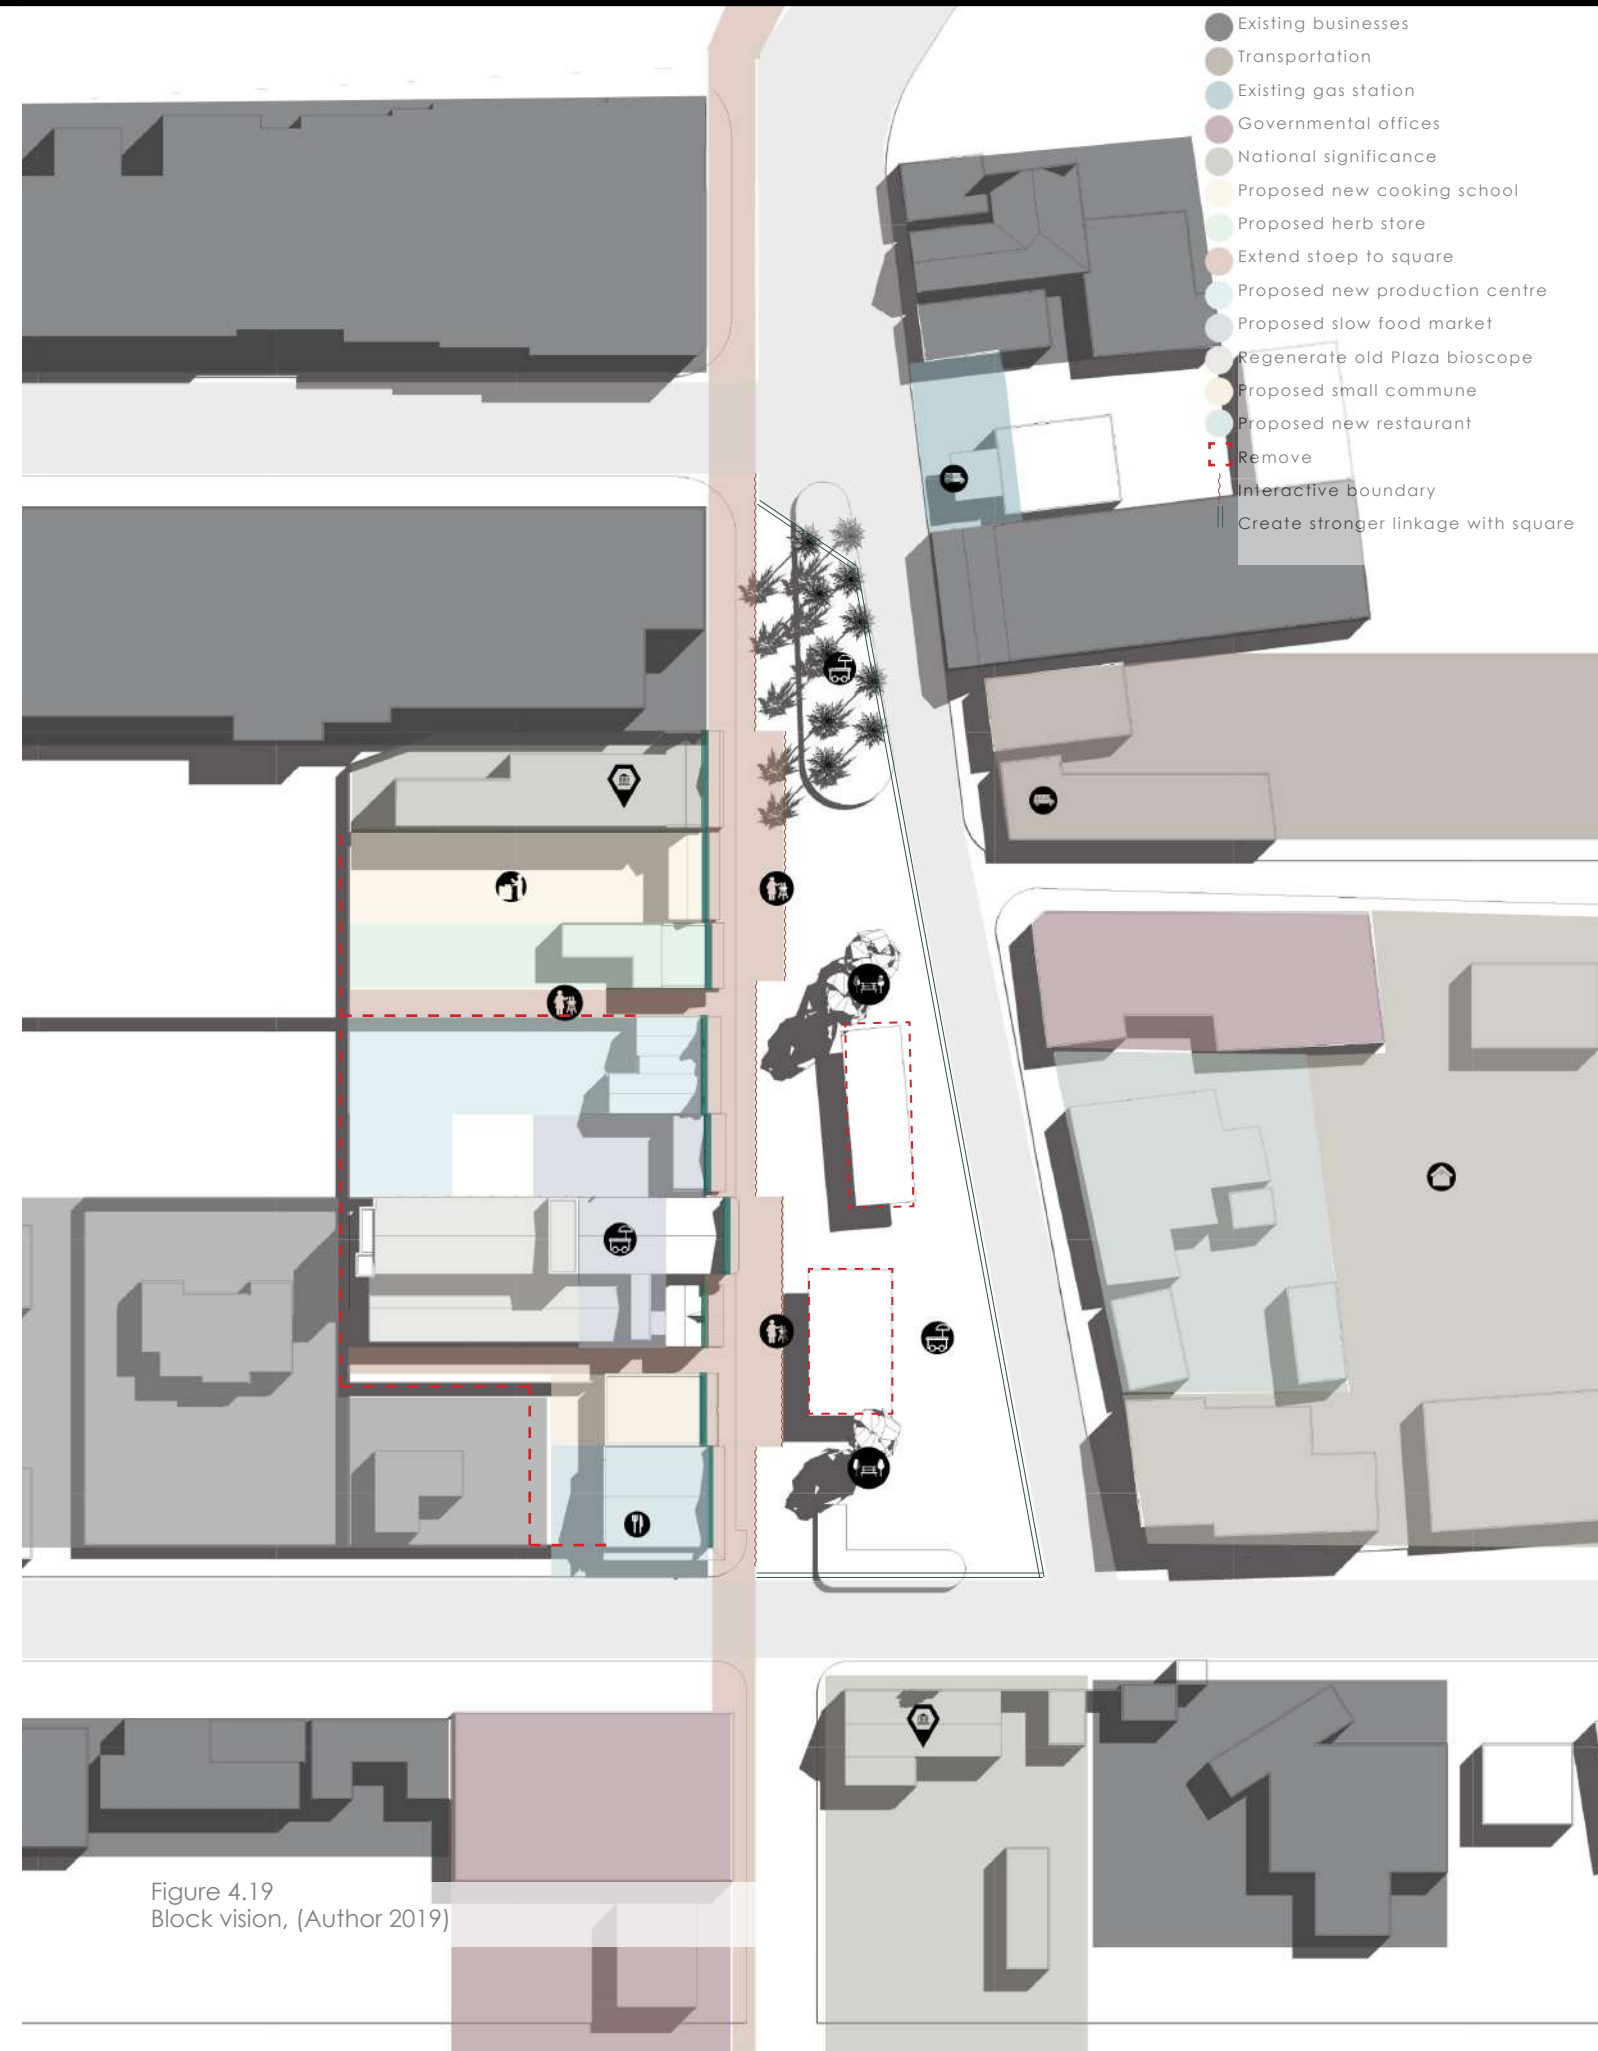 Existing businesses
Transportation
Existing gas station
Governmental offices
National significance
Proposed new cooking school
Proposed herb store
Extend stoep to square
Proposed new production centre
Proposed slow food market
Regenerate old Plaza bioscope
Proposed small commune
Proposed new restaurant
Remove
Interactive boundary
Create stronger linkage with square
Figure 4.19
Block vision, (Author 2019)